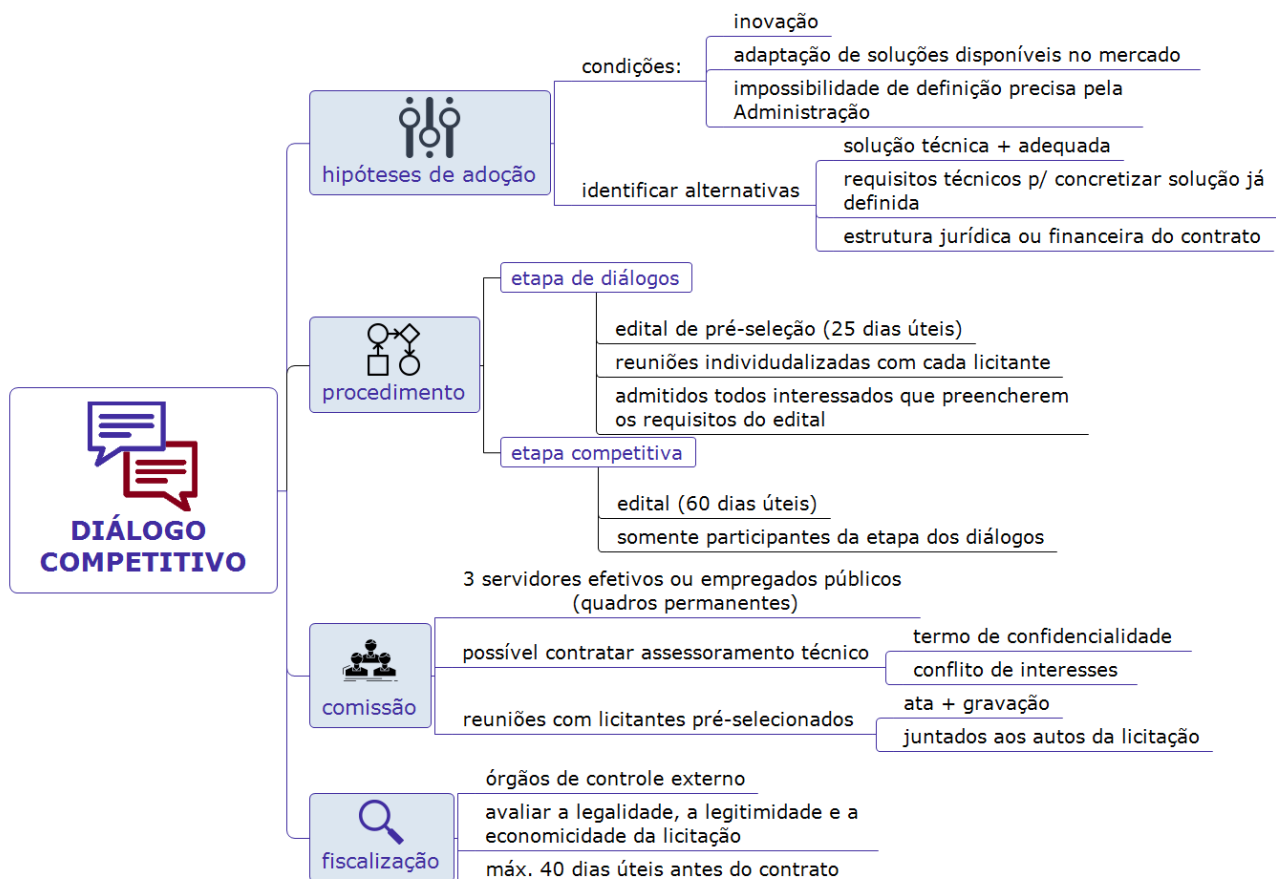 DIÁLOGO
COMPETITIVO
hipóteses de adoção
condições:
inovação
adaptação de soluções disponíveis no mercado
impossibilidade de definição precisa pela
Administração
identificar alternativas
solução técnica + adequada
requisitos técnicos p/ concretizar solução já
definida
estrutura jurídica ou financeira do contrato
procedimento
etapa de diálogos
edital de pré-seleção (25 dias úteis)
reuniões individudalizadas com cada licitante
admitidos todos interessados que preencherem
os requisitos do edital
etapa competitiva
edital (60 dias úteis)
somente participantes da etapa dos diálogos
comissão
3 servidores efetivos ou empregados públicos
(quadros permanentes)
possível contratar assessoramento técnico
termo de confidencialidade
conflito de interesses
reuniões com licitantes pré-selecionados
ata + gravação
juntados aos autos da licitação
fiscalização
órgãos de controle externo
avaliar a legalidade, a legitimidade e a
economicidade da licitação
máx. 40 dias úteis antes do contrato